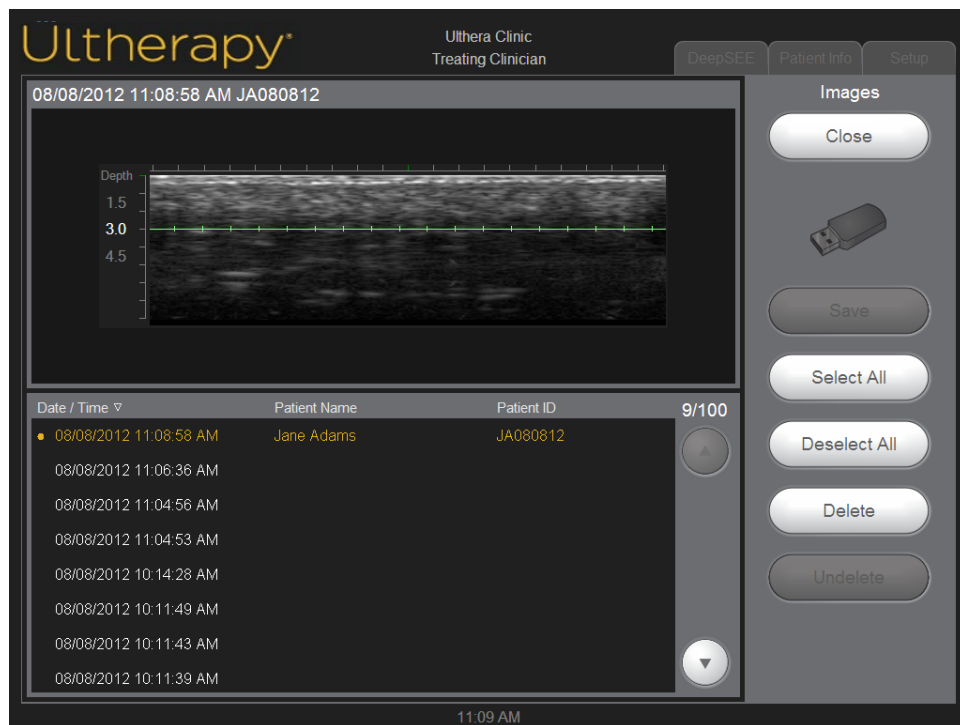 Ultherapy
Ulthera Clinic
Treating Clinician
DeepSEE
Patient Info
Setup
08/08/2012 11:08:58 AM JA080812
Depth
1.5
3.0
4.5
Date / Time ▽ Patient Name Patient ID 9/100
08/08/2012 11:08:58 AM Jane Adams JA080812
08/08/2012 11:06:36 AM
08/08/2012 11:04:56 AM
08/08/2012 11:04:53 AM
08/08/2012 10:14:28 AM
08/08/2012 10:11:49 AM
08/08/2012 10:11:43 AM
08/08/2012 10:11:39 AM
Images
Close
Save
Select All
Deselect All
Delete
Undelete
11:09 AM